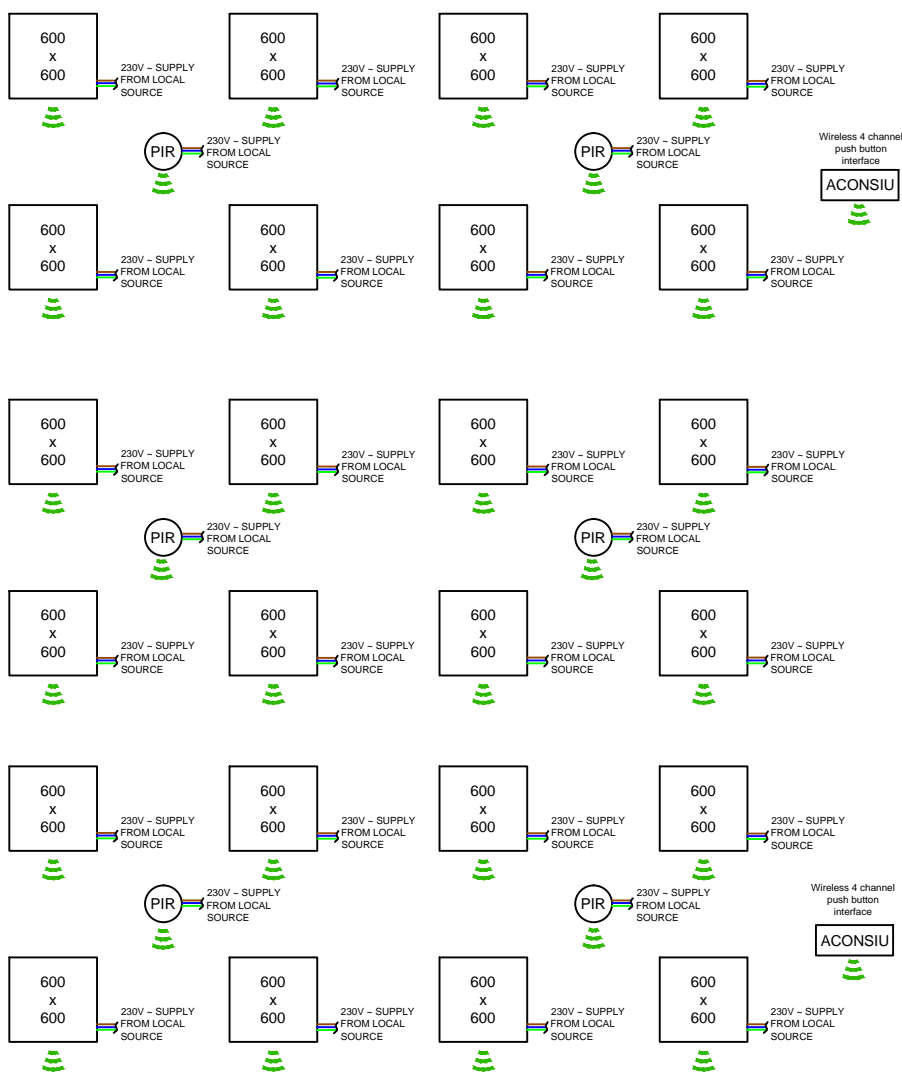 600
x
600
230V ~ SUPPLY
FROM LOCAL
SOURCE
600
x
600
230V ~ SUPPLY
FROM LOCAL
SOURCE
600
x
600
230V ~ SUPPLY
FROM LOCAL
SOURCE
600
x
600
230V ~ SUPPLY
FROM LOCAL
SOURCE
PIR
230V ~ SUPPLY
FROM LOCAL
SOURCE
PIR
230V ~ SUPPLY
FROM LOCAL
SOURCE
Wireless 4 channel
push button
interface
ACONSIU
600
x
600
230V ~ SUPPLY
FROM LOCAL
SOURCE
600
x
600
230V ~ SUPPLY
FROM LOCAL
SOURCE
600
x
600
230V ~ SUPPLY
FROM LOCAL
SOURCE
600
x
600
230V ~ SUPPLY
FROM LOCAL
SOURCE
600
x
600
230V ~ SUPPLY
FROM LOCAL
SOURCE
600
x
600
230V ~ SUPPLY
FROM LOCAL
SOURCE
600
x
600
230V ~ SUPPLY
FROM LOCAL
SOURCE
600
x
600
230V ~ SUPPLY
FROM LOCAL
SOURCE
PIR
230V ~ SUPPLY
FROM LOCAL
SOURCE
PIR
230V ~ SUPPLY
FROM LOCAL
SOURCE
600
x
600
230V ~ SUPPLY
FROM LOCAL
SOURCE
600
x
600
230V ~ SUPPLY
FROM LOCAL
SOURCE
600
x
600
230V ~ SUPPLY
FROM LOCAL
SOURCE
600
x
600
230V ~ SUPPLY
FROM LOCAL
SOURCE
600
x
600
230V ~ SUPPLY
FROM LOCAL
SOURCE
600
x
600
230V ~ SUPPLY
FROM LOCAL
SOURCE
600
x
600
230V ~ SUPPLY
FROM LOCAL
SOURCE
600
x
600
230V ~ SUPPLY
FROM LOCAL
SOURCE
PIR
230V ~ SUPPLY
FROM LOCAL
SOURCE
PIR
230V ~ SUPPLY
FROM LOCAL
SOURCE
Wireless 4 channel
push button
interface
ACONSIU
600
x
600
230V ~ SUPPLY
FROM LOCAL
SOURCE
600
x
600
230V ~ SUPPLY
FROM LOCAL
SOURCE
600
x
600
230V ~ SUPPLY
FROM LOCAL
SOURCE
600
x
600
230V ~ SUPPLY
FROM LOCAL
SOURCE